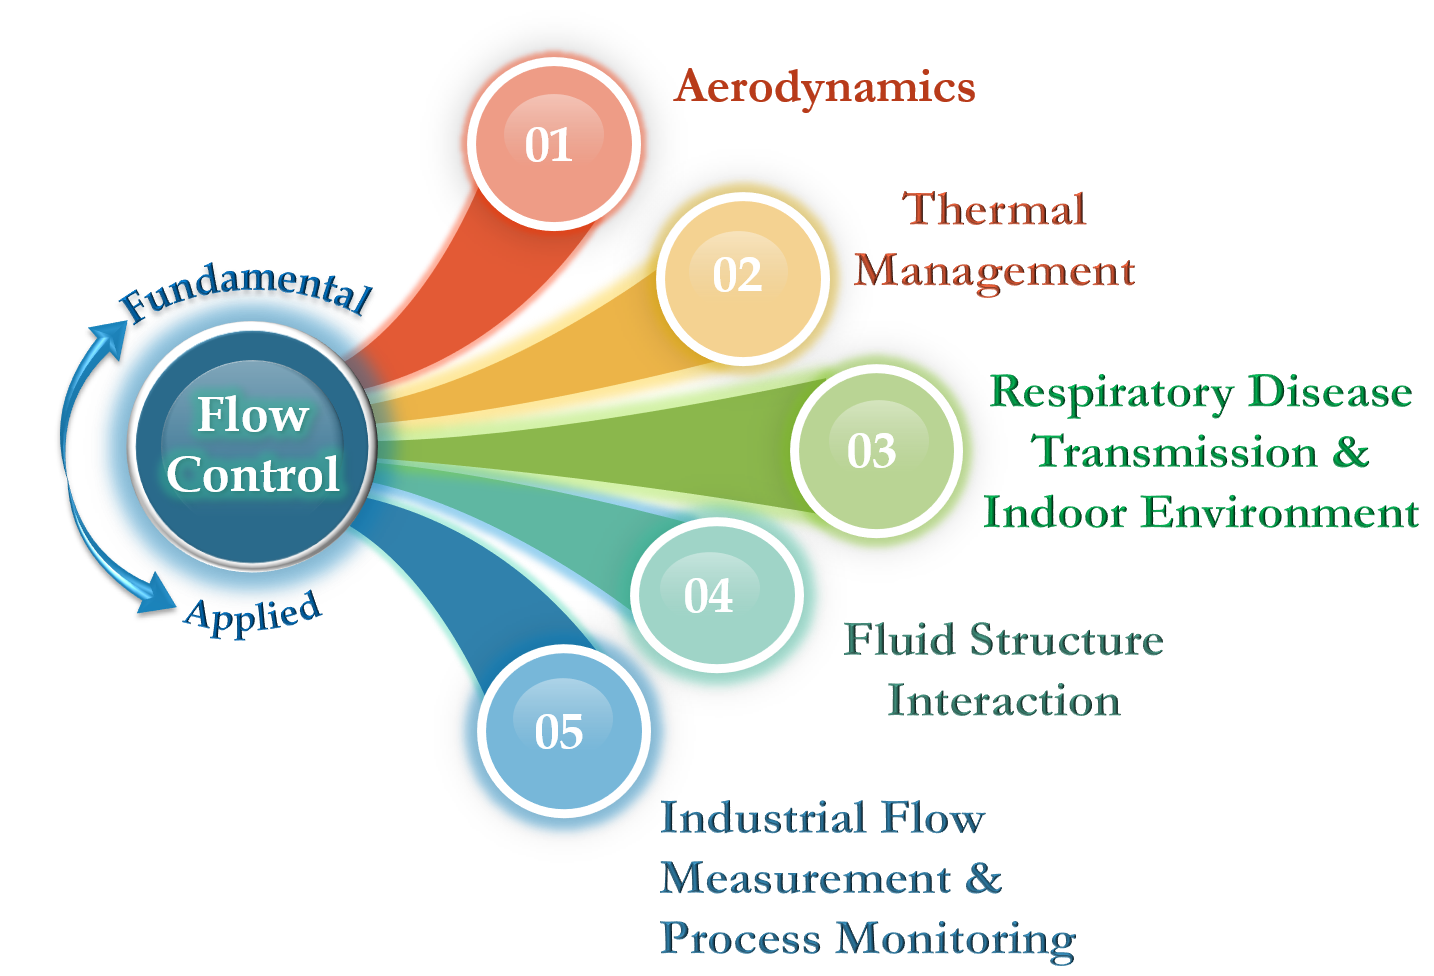 01
Aerodynamics
02
Thermal
Management
Fundamental
Flow
Control
Applied
03
Respiratory Disease
Transmission &
Indoor Environment
04
Fluid Structure
Interaction
05
Industrial Flow
Measurement &
Process Monitoring